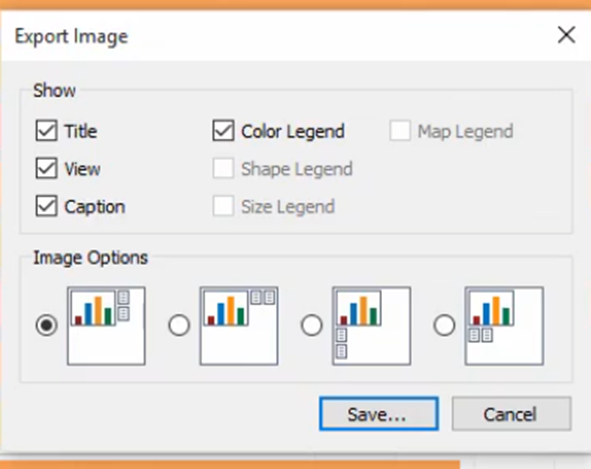 Export Image
Show
Title Color Legend Map Legend
View Shape Legend
Caption Size Legend
Image Options
Save... Cancel